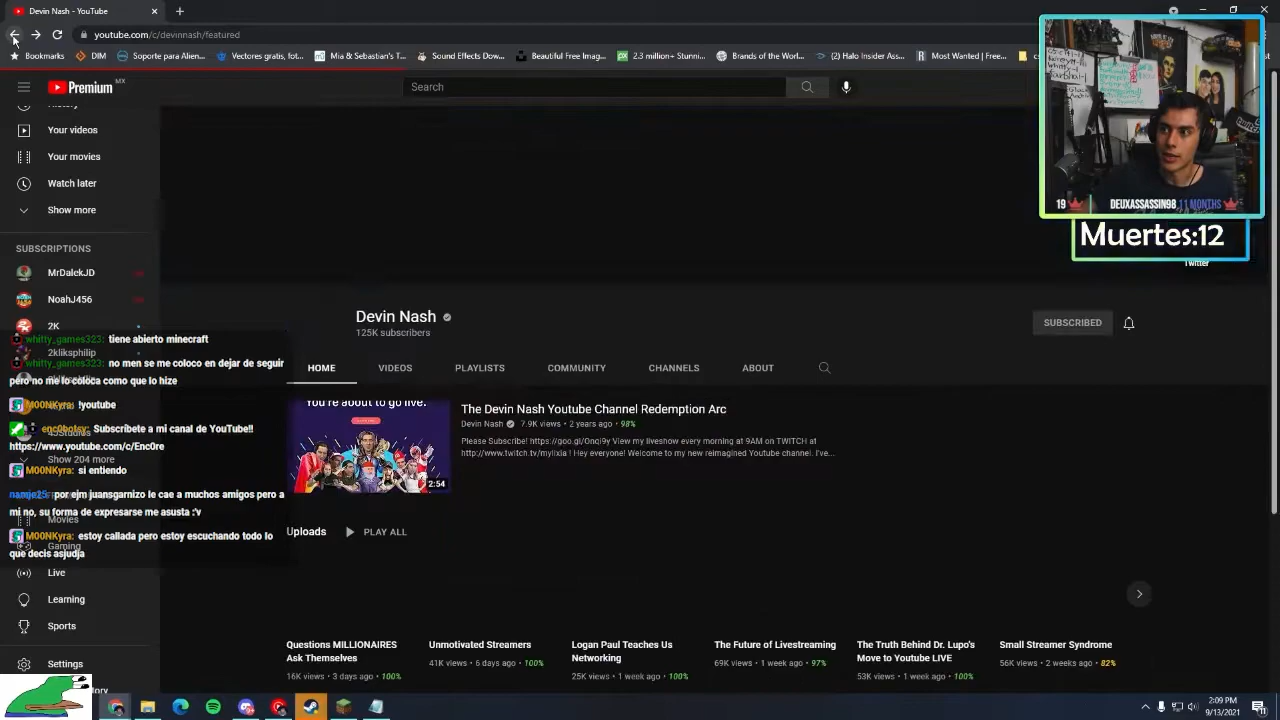 Devin Nash - YouTube
youtube.com/c/devinnash/featured
Bookmarks
DIM
Soporte para Alien...
Vectores gratis, fortot...
Mike Sebastian's T...
Sound Effects Dow...
Beautiful Free Imag...
2.3 million+ Stunni...
Brands of the Worl...
(2) Halo Insider Ass...
Most Wanted | Free...
Premium MX
Search
Your videos
Your movies
Watch later
Show more
SUBSCRIPTIONS
MrDalekJD
NoahJ456
2K
2kliksphilip
Show 204 more
Movies
Gaming
Live
Learning
Sports
Settings
whitty_games323: tiene abierto minecraft
whitty_games323: no men se me coloco en dejar de seguir
pero no mames osea como que lo hize
M00NKyra: !youtube
enc0botsy: Subscríbete a mi canal de YouTube!!
https://www.youtube.com/c/Enc0re
M00NKyra: si entiendo
por ejm juansgarnizo le cae a muchos amigos pero a
mi no, su forma de expresarse me asusta :'v
M00NKyra: estoy callada pero estoy escuchando todo lo
que decis asjudja
Devin Nash
125K subscribers
SUBSCRIBED
HOME
VIDEOS
PLAYLISTS
COMMUNITY
CHANNELS
ABOUT
You're about to go live.
2:54
The Devin Nash Youtube Channel Redemption Arc
Devin Nash 7.9K views • 2 years ago • 98%
Please Subscribe! https://goo.gl/Onqi9y View my liveshow every morning at 9AM on TWITCH at
http://www.twitch.tv/mylixia ! Hey everyone! Welcome to my new reimagined Youtube channel. I've...
Uploads
PLAY ALL
Questions MILLIONAIRES
Ask Themselves
16K views • 3 days ago • 100%
Unmotivated Streamers
41K views • 6 days ago • 100%
Logan Paul Teaches Us
Networking
25K views • 1 week ago • 100%
The Future of Livestreaming
69K views • 1 week ago • 97%
The Truth Behind Dr. Lupo's
Move to Youtube LIVE
53K views • 1 week ago • 100%
Small Streamer Syndrome
56K views • 2 weeks ago • 82%
19
DEUXASSASSIN98 11 MONTHS
Muertes:12
Twitter
2:09 PM
9/13/2021